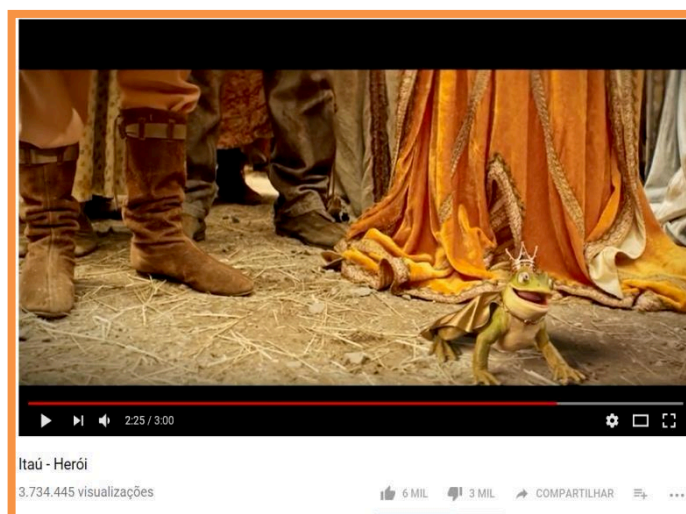 2:25 / 3:00
Itaú - Herói
3.734.445 visualizações
6 MIL 3 MIL COMPARTILHAR